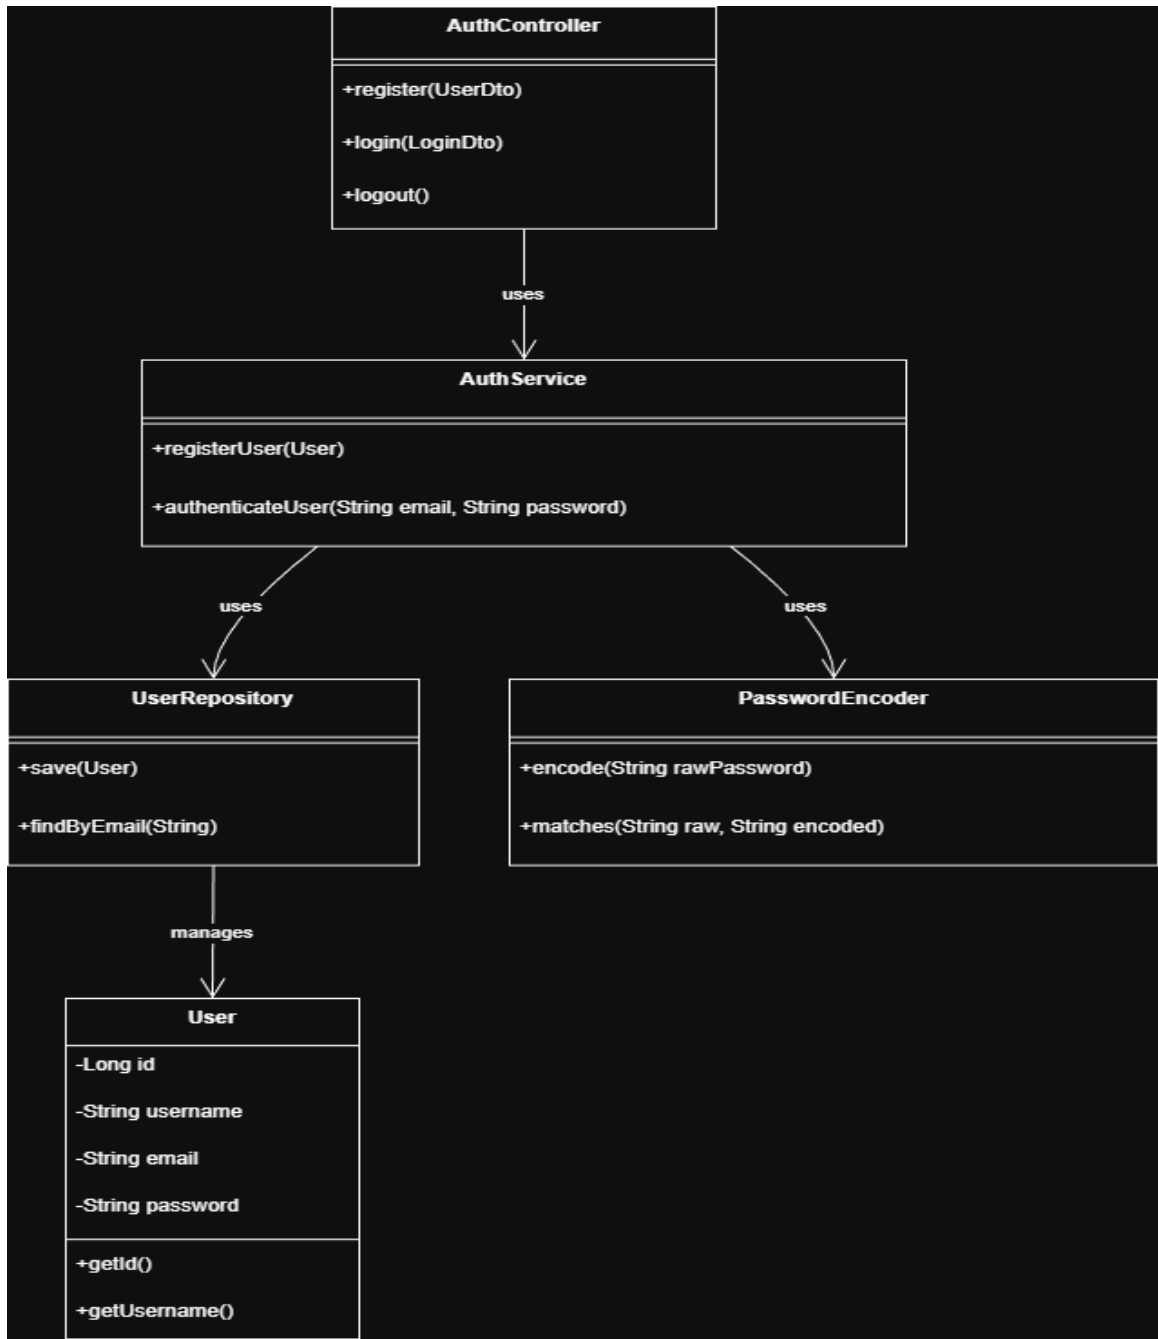 AuthController
+register(UserDto)
+login(LoginDto)
+logout()
uses
AuthService
+registerUser(User)
+authenticateUser(String email, String password)
uses
uses
UserRepository
+save(User)
+findByEmail(String)
PasswordEncoder
+encode(String rawPassword)
+matches(String raw, String encoded)
manages
User
-Long id
-String username
-String email
-String password
+getId()
+getUsername()